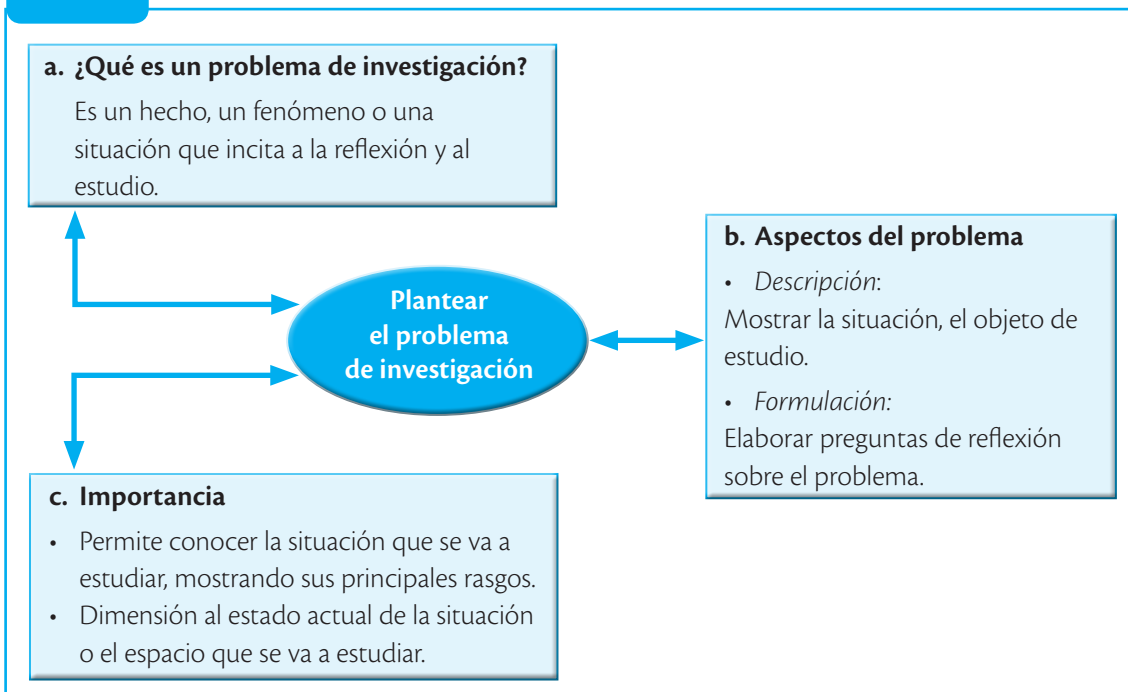 a. ¿Qué es un problema de investigación?
Es un hecho, un fenómeno o una
situación que incita a la reflexión y al
estudio.
Plantear
el problema
de investigación
b. Aspectos del problema
• Descripción:
Mostrar la situación, el objeto de
estudio.
• Formulación:
Elaborar preguntas de reflexión
sobre el problema.
c. Importancia
• Permite conocer la situación que se va a
estudiar, mostrando sus principales rasgos.
• Dimensión al estado actual de la situación
o el espacio que se va a estudiar.